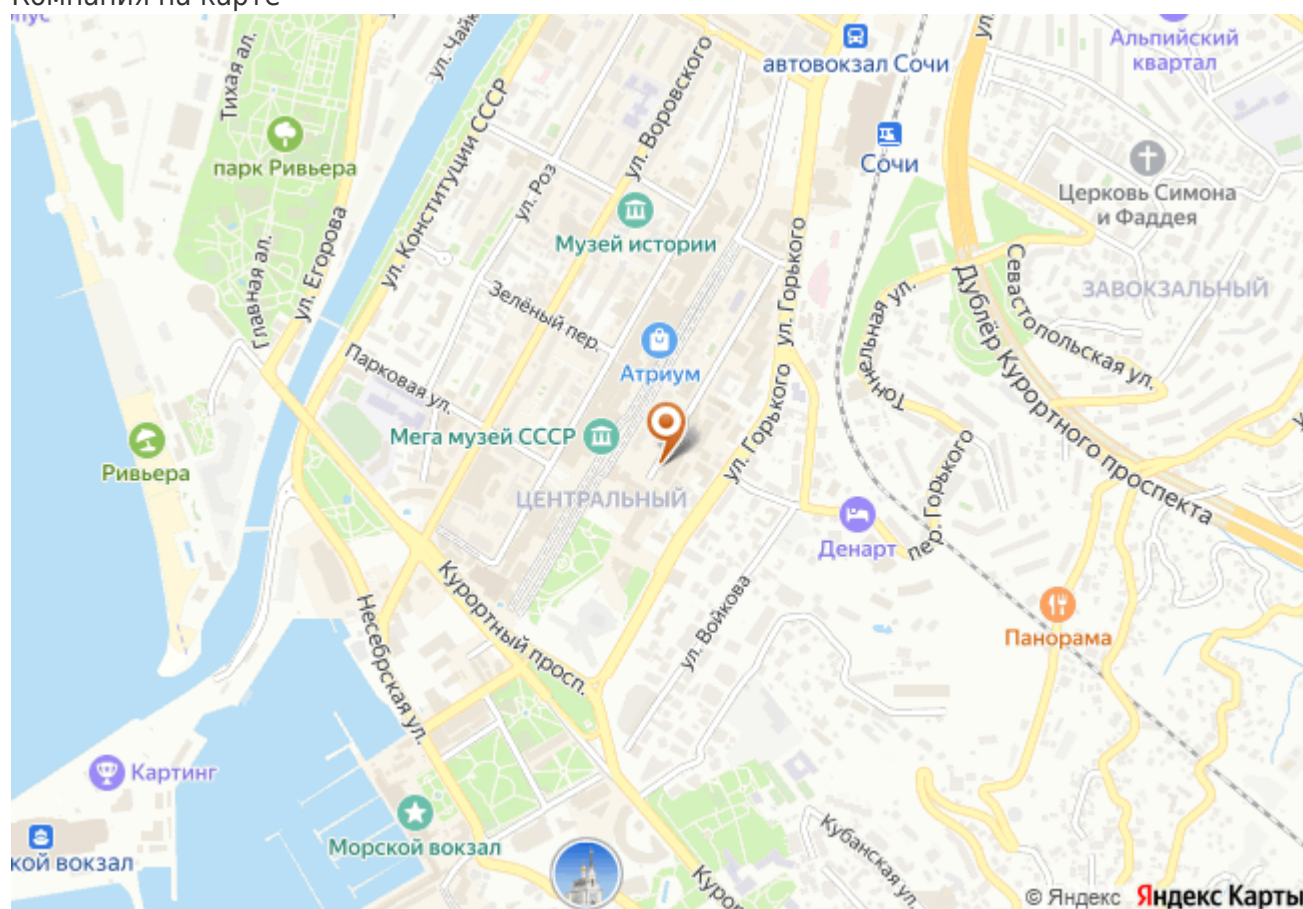 Компания на карте
ул. Чайк
автовокзал Сочи
Альпийский
квартал
Тихая ал.
парк Ривьера
ул. Конституции СССР
ул. Роз
ул. Воровского
Сочи
Церковь Симона
и Фаддея
Музей истории
ул. Горького
Главная ал.
ул. Егорова
Зелёный пер.
Тоннельная ул.
Севастопольская ул.
ЗАВОКЗАЛЬНЫЙ
Дублёр Курортного проспекта
Парковая ул.
Атриум
ул. Горького
Мега музей СССР
Ривьера
ЦЕНТРАЛЬНЫЙ
ул. Горького
Денарт
пер. Горького
Курортный просп.
Несебрская ул.
ул. Войкова
Панорама
Картинг
Морской вокзал
кой вокзал
Кубанская ул.
Куро
© Яндекс Яндекс Карты